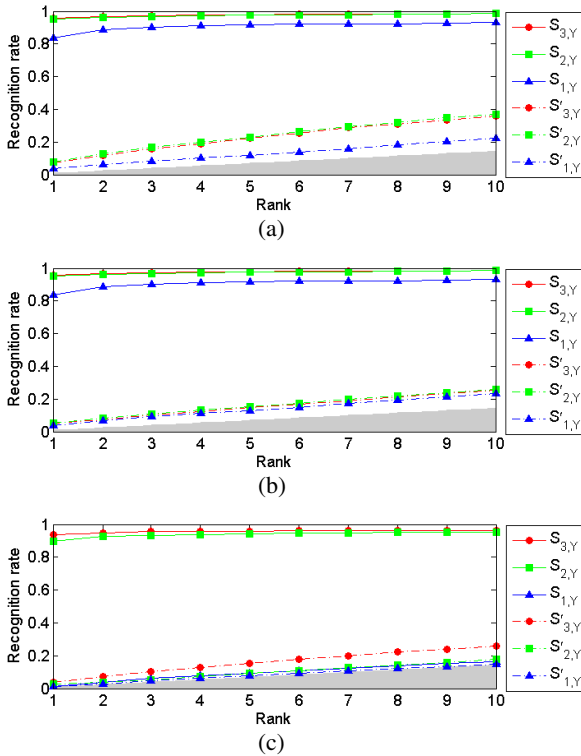 1
0.8
0.6
0.4
0.2
0
Recognition rate
1 2 3 4 5 6 7 8 9 10
Rank
S3,Y
S2,Y
S1,Y
S'3,Y
S'2,Y
S'1,Y
(a)
1
0.8
0.6
0.4
0.2
0
Recognition rate
1 2 3 4 5 6 7 8 9 10
Rank
S3,Y
S2,Y
S1,Y
S'3,Y
S'2,Y
S'1,Y
(b)
1
0.8
0.6
0.4
0.2
0
Recognition rate
1 2 3 4 5 6 7 8 9 10
Rank
S3,Y
S2,Y
S1,Y
S'3,Y
S'2,Y
S'1,Y
(c)